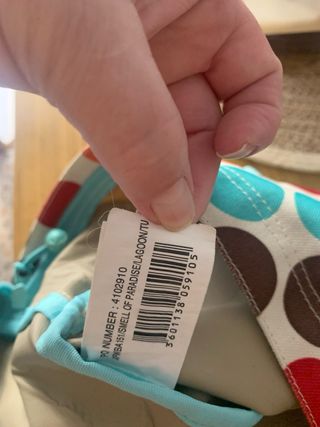 PO NUMBER : 4102910
/SMELL OF PARADISE/LAGOON/TU
3601138059105